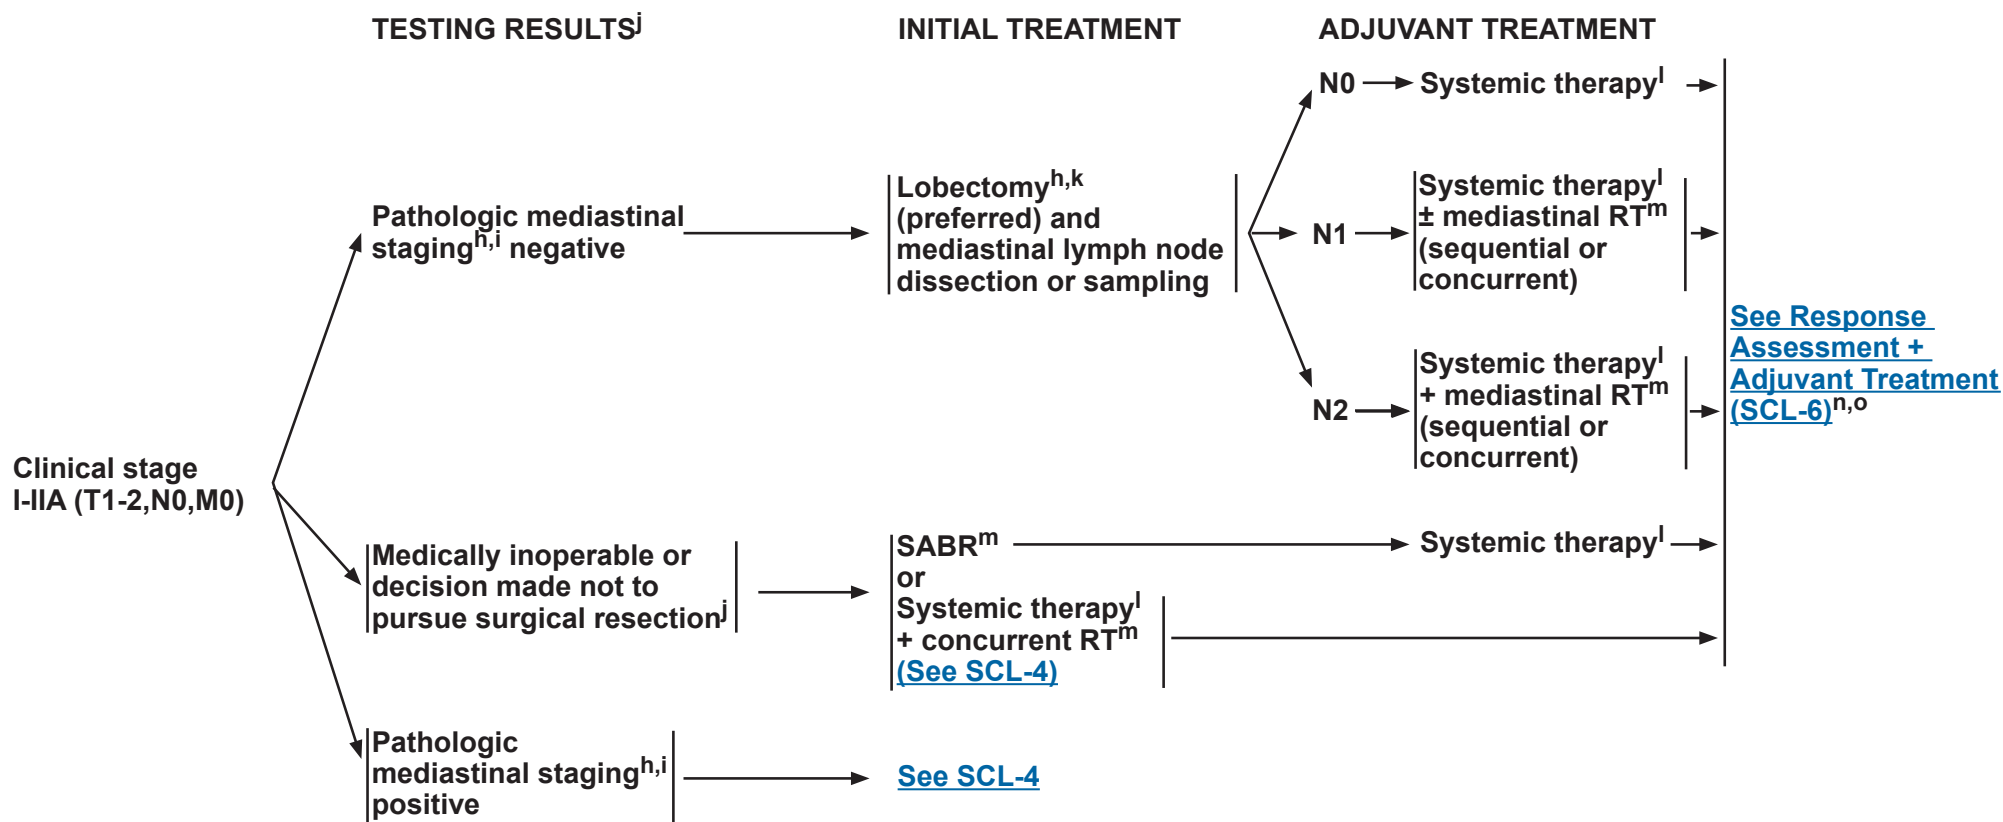 TESTING RESULTSj
INITIAL TREATMENT
ADJUVANT TREATMENT
Clinical stage
I-IIA (T1-2,N0,M0)
Pathologic mediastinal
stagingh,i negative
Lobectomyh,k
(preferred) and
mediastinal lymph node
dissection or sampling
N0
Systemic therapyl
N1
Systemic therapyl
± mediastinal RTm
(sequential or
concurrent)
N2
Systemic therapyl
+ mediastinal RTm
(sequential or
concurrent)
Medically inoperable or
decision made not to
pursue surgical resectionj
SABRm
or
Systemic therapyl
+ concurrent RTm
(See SCL-4)
Systemic therapyl
Pathologic
mediastinal stagingh,i
positive
See SCL-4
See Response
Assessment +
Adjuvant Treatment
(SCL-6)n,o